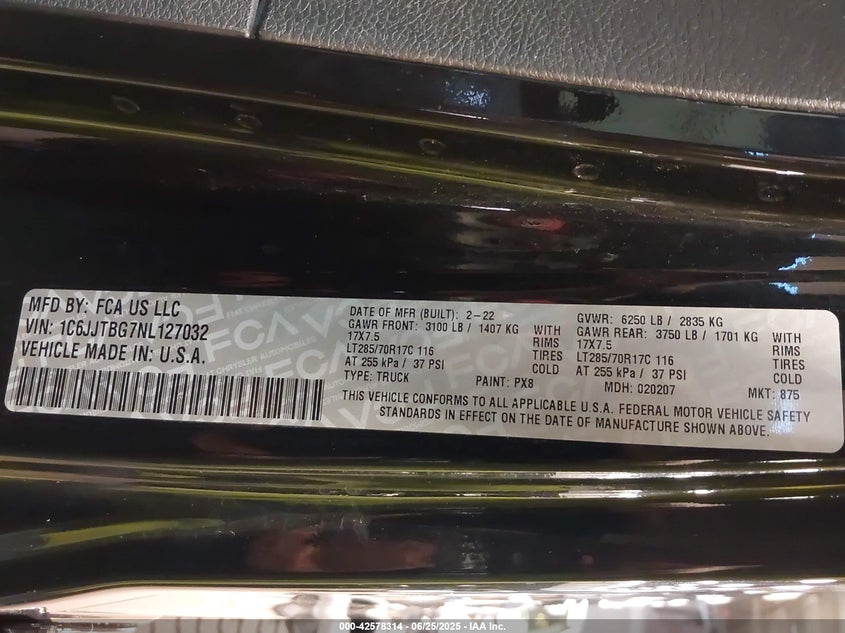 MFD BY: FCA US LLC
VIN: 1C6JJTBG7NL127032
VEHICLE MADE IN: U.S.A.
DATE OF MFR (BUILT): 2-22
GAWR FRONT: 3100 LB / 1407 KG WITH
17X7.5 RIMS
LT285/70R17C 116 TIRES
AT 255 kPa / 37 PSI COLD
TYPE: TRUCK PAINT: PX8
GVWR: 6250 LB / 2835 KG
GAWR REAR: 3750 LB / 1701 KG WITH
17X7.5 RIMS
LT285/70R17C 116 TIRES
AT 255 kPa / 37 PSI COLD
MDH: 020207 MKT: 875
THIS VEHICLE CONFORMS TO ALL APPLICABLE U.S.A. FEDERAL MOTOR VEHICLE SAFETY
STANDARDS IN EFFECT ON THE DATE OF MANUFACTURE SHOWN ABOVE.
000-42578314 - 06/25/2025 - IAA Inc.